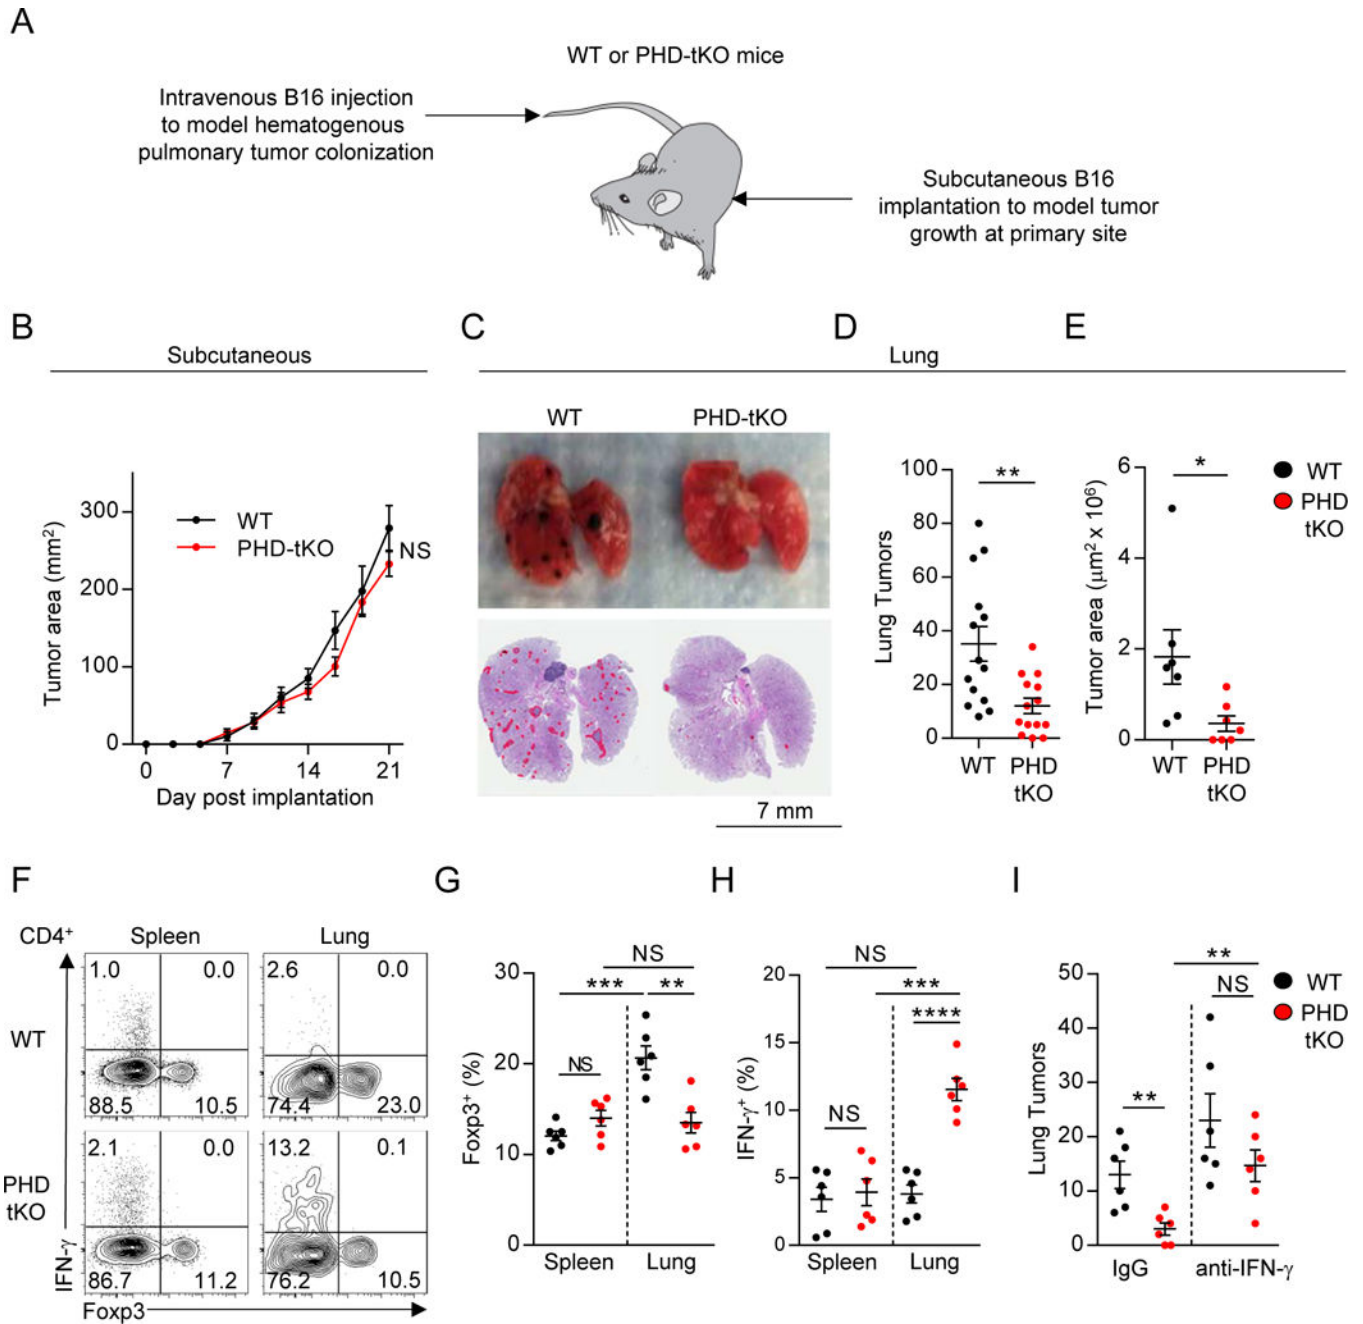 A
WT or PHD-tKO mice
Intravenous B16 injection
to model hematogenous
pulmonary tumor colonization
Subcutaneous B16
implantation to model tumor
growth at primary site
B
Subcutaneous
Tumor area (mm²)
300
200
100
0
WT
PHD-tKO
NS
0 7 14 21
Day post implantation
C
D
E
Lung
WT PHD-tKO
7 mm
Lung Tumors
100
80
60
40
20
0
**
WT PHD
tKO
Tumor area (μm² x 10⁶)
6
4
2
0
*
WT PHD
tKO
WT
PHD
tKO
F
CD4⁺ Spleen Lung
WT
1.0 0.0
88.5 10.5
2.6 0.0
74.4 23.0
PHD
tKO
2.1 0.0
86.7 11.2
13.2 0.1
76.2 10.5
IFN-γ
Foxp3
G
Foxp3⁺ (%)
30
20
10
0
NS
*** **
NS
Spleen Lung
H
IFN-γ⁺ (%)
20
15
10
5
0
NS
***
****
NS
Spleen Lung
I
Lung Tumors
50
40
30
20
10
0
**
NS
**
IgG anti-IFN-γ
WT
PHD
tKO